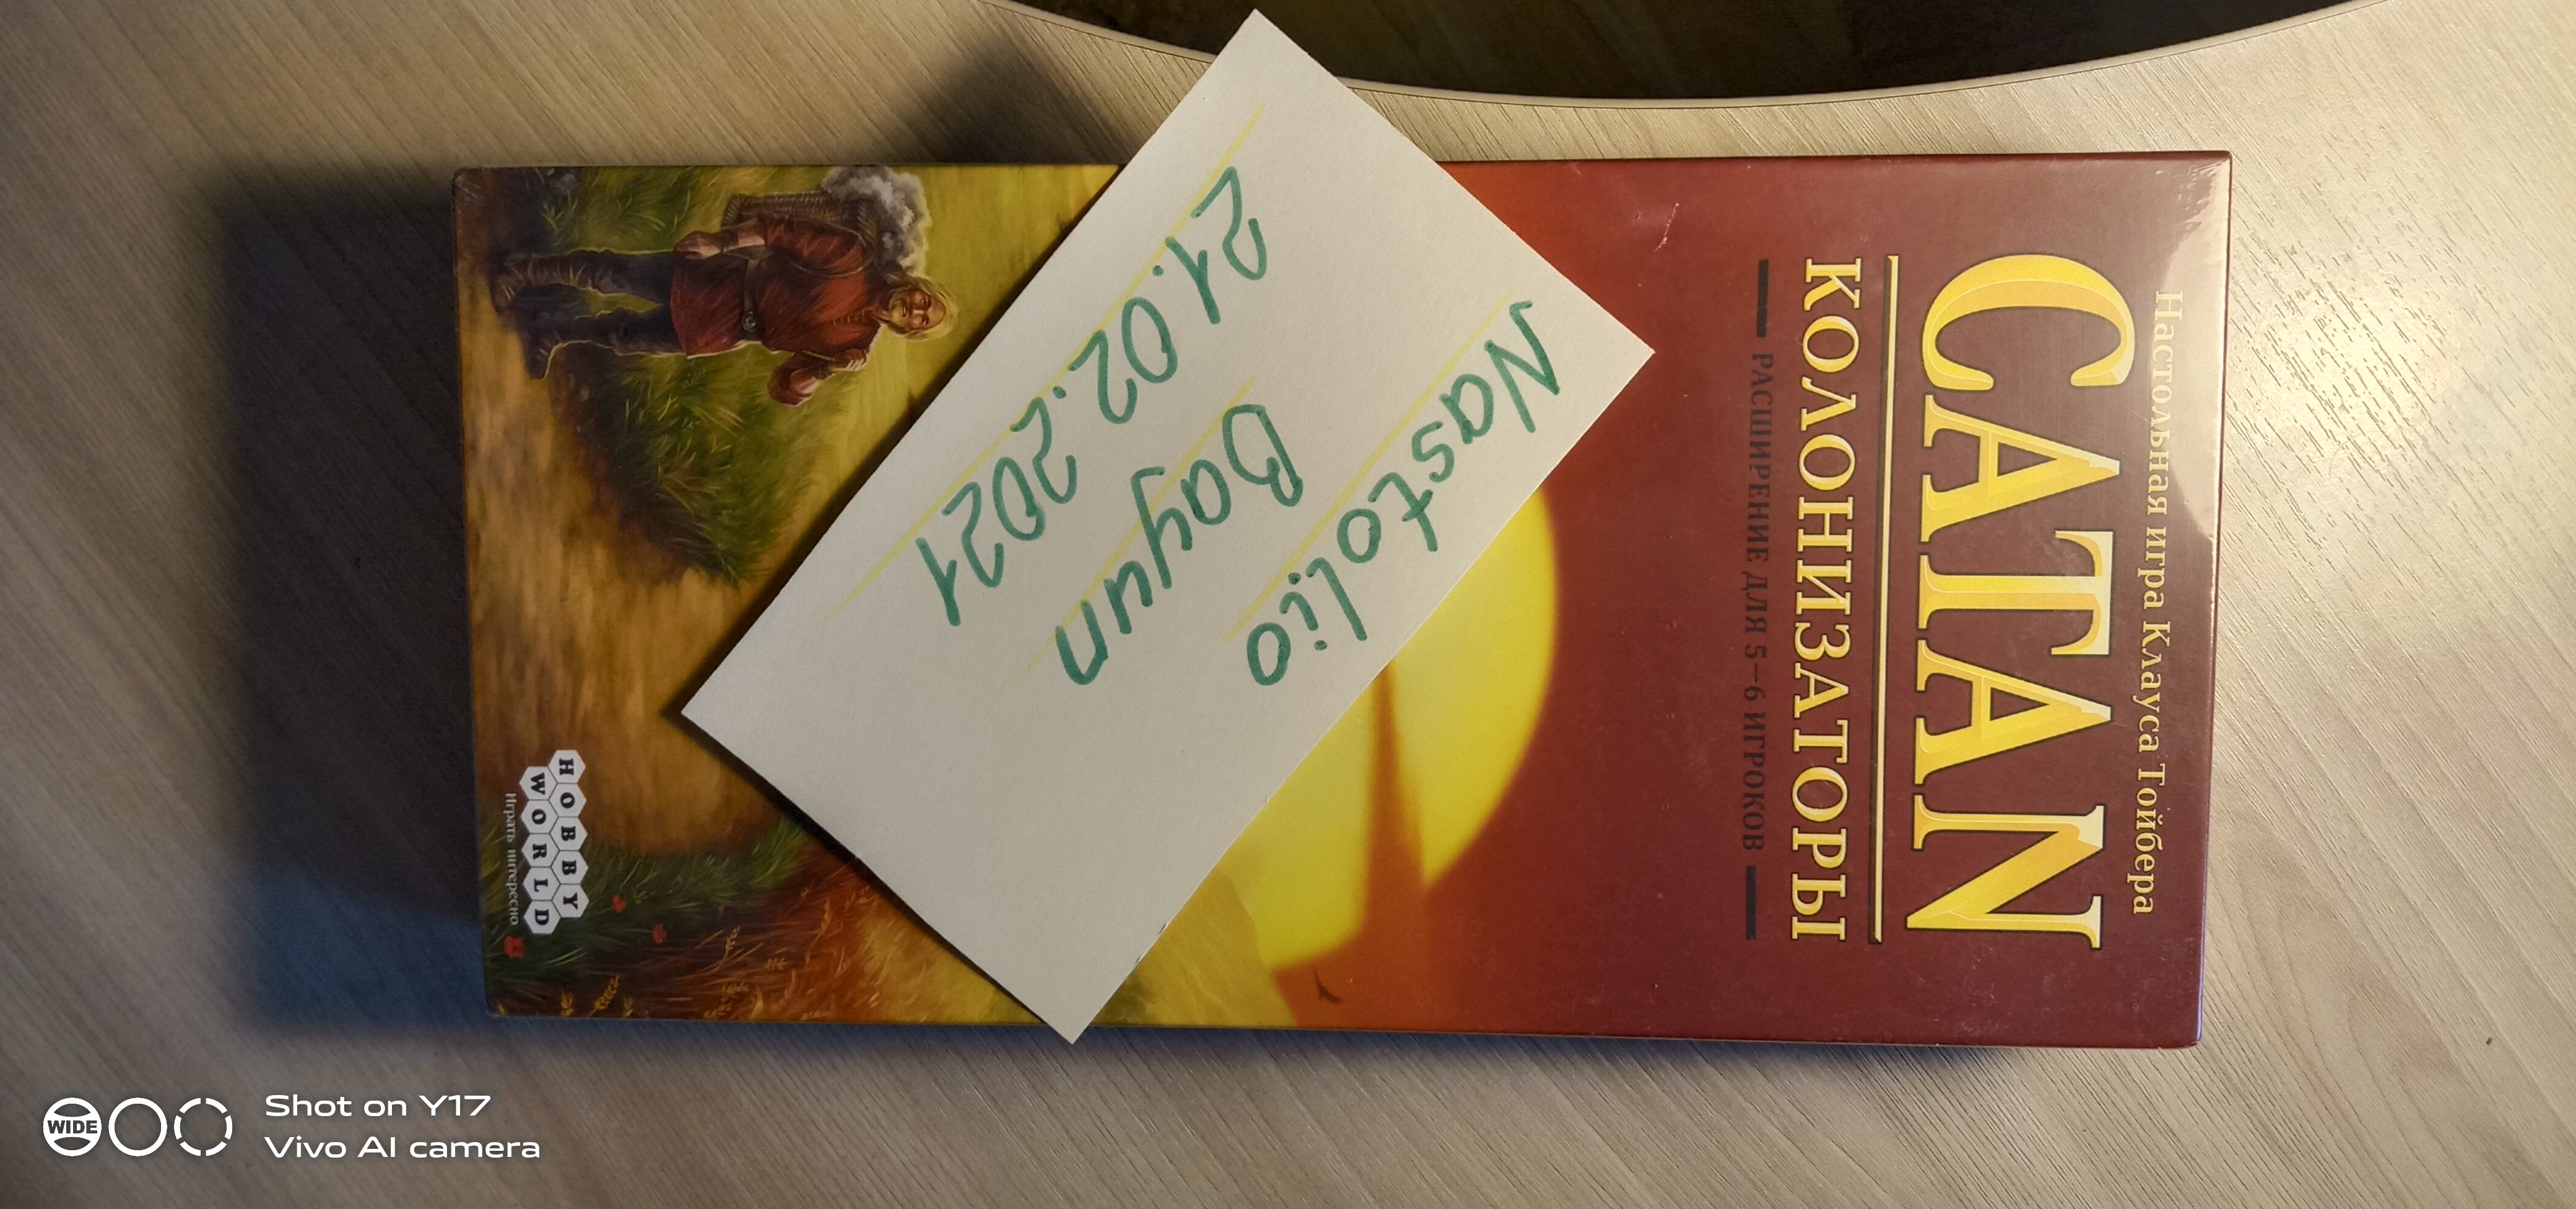 Настольная игра Клауса Тойбера
CATAN
КОЛОНИЗАТОРЫ
РАСШИРЕНИЕ ДЛЯ 5–6 ИГРОКОВ
Nastolio
Bayun
21.02.2021
HOBBY
WORLD
Играть интересно
WIDE
Shot on Y17
Vivo AI camera